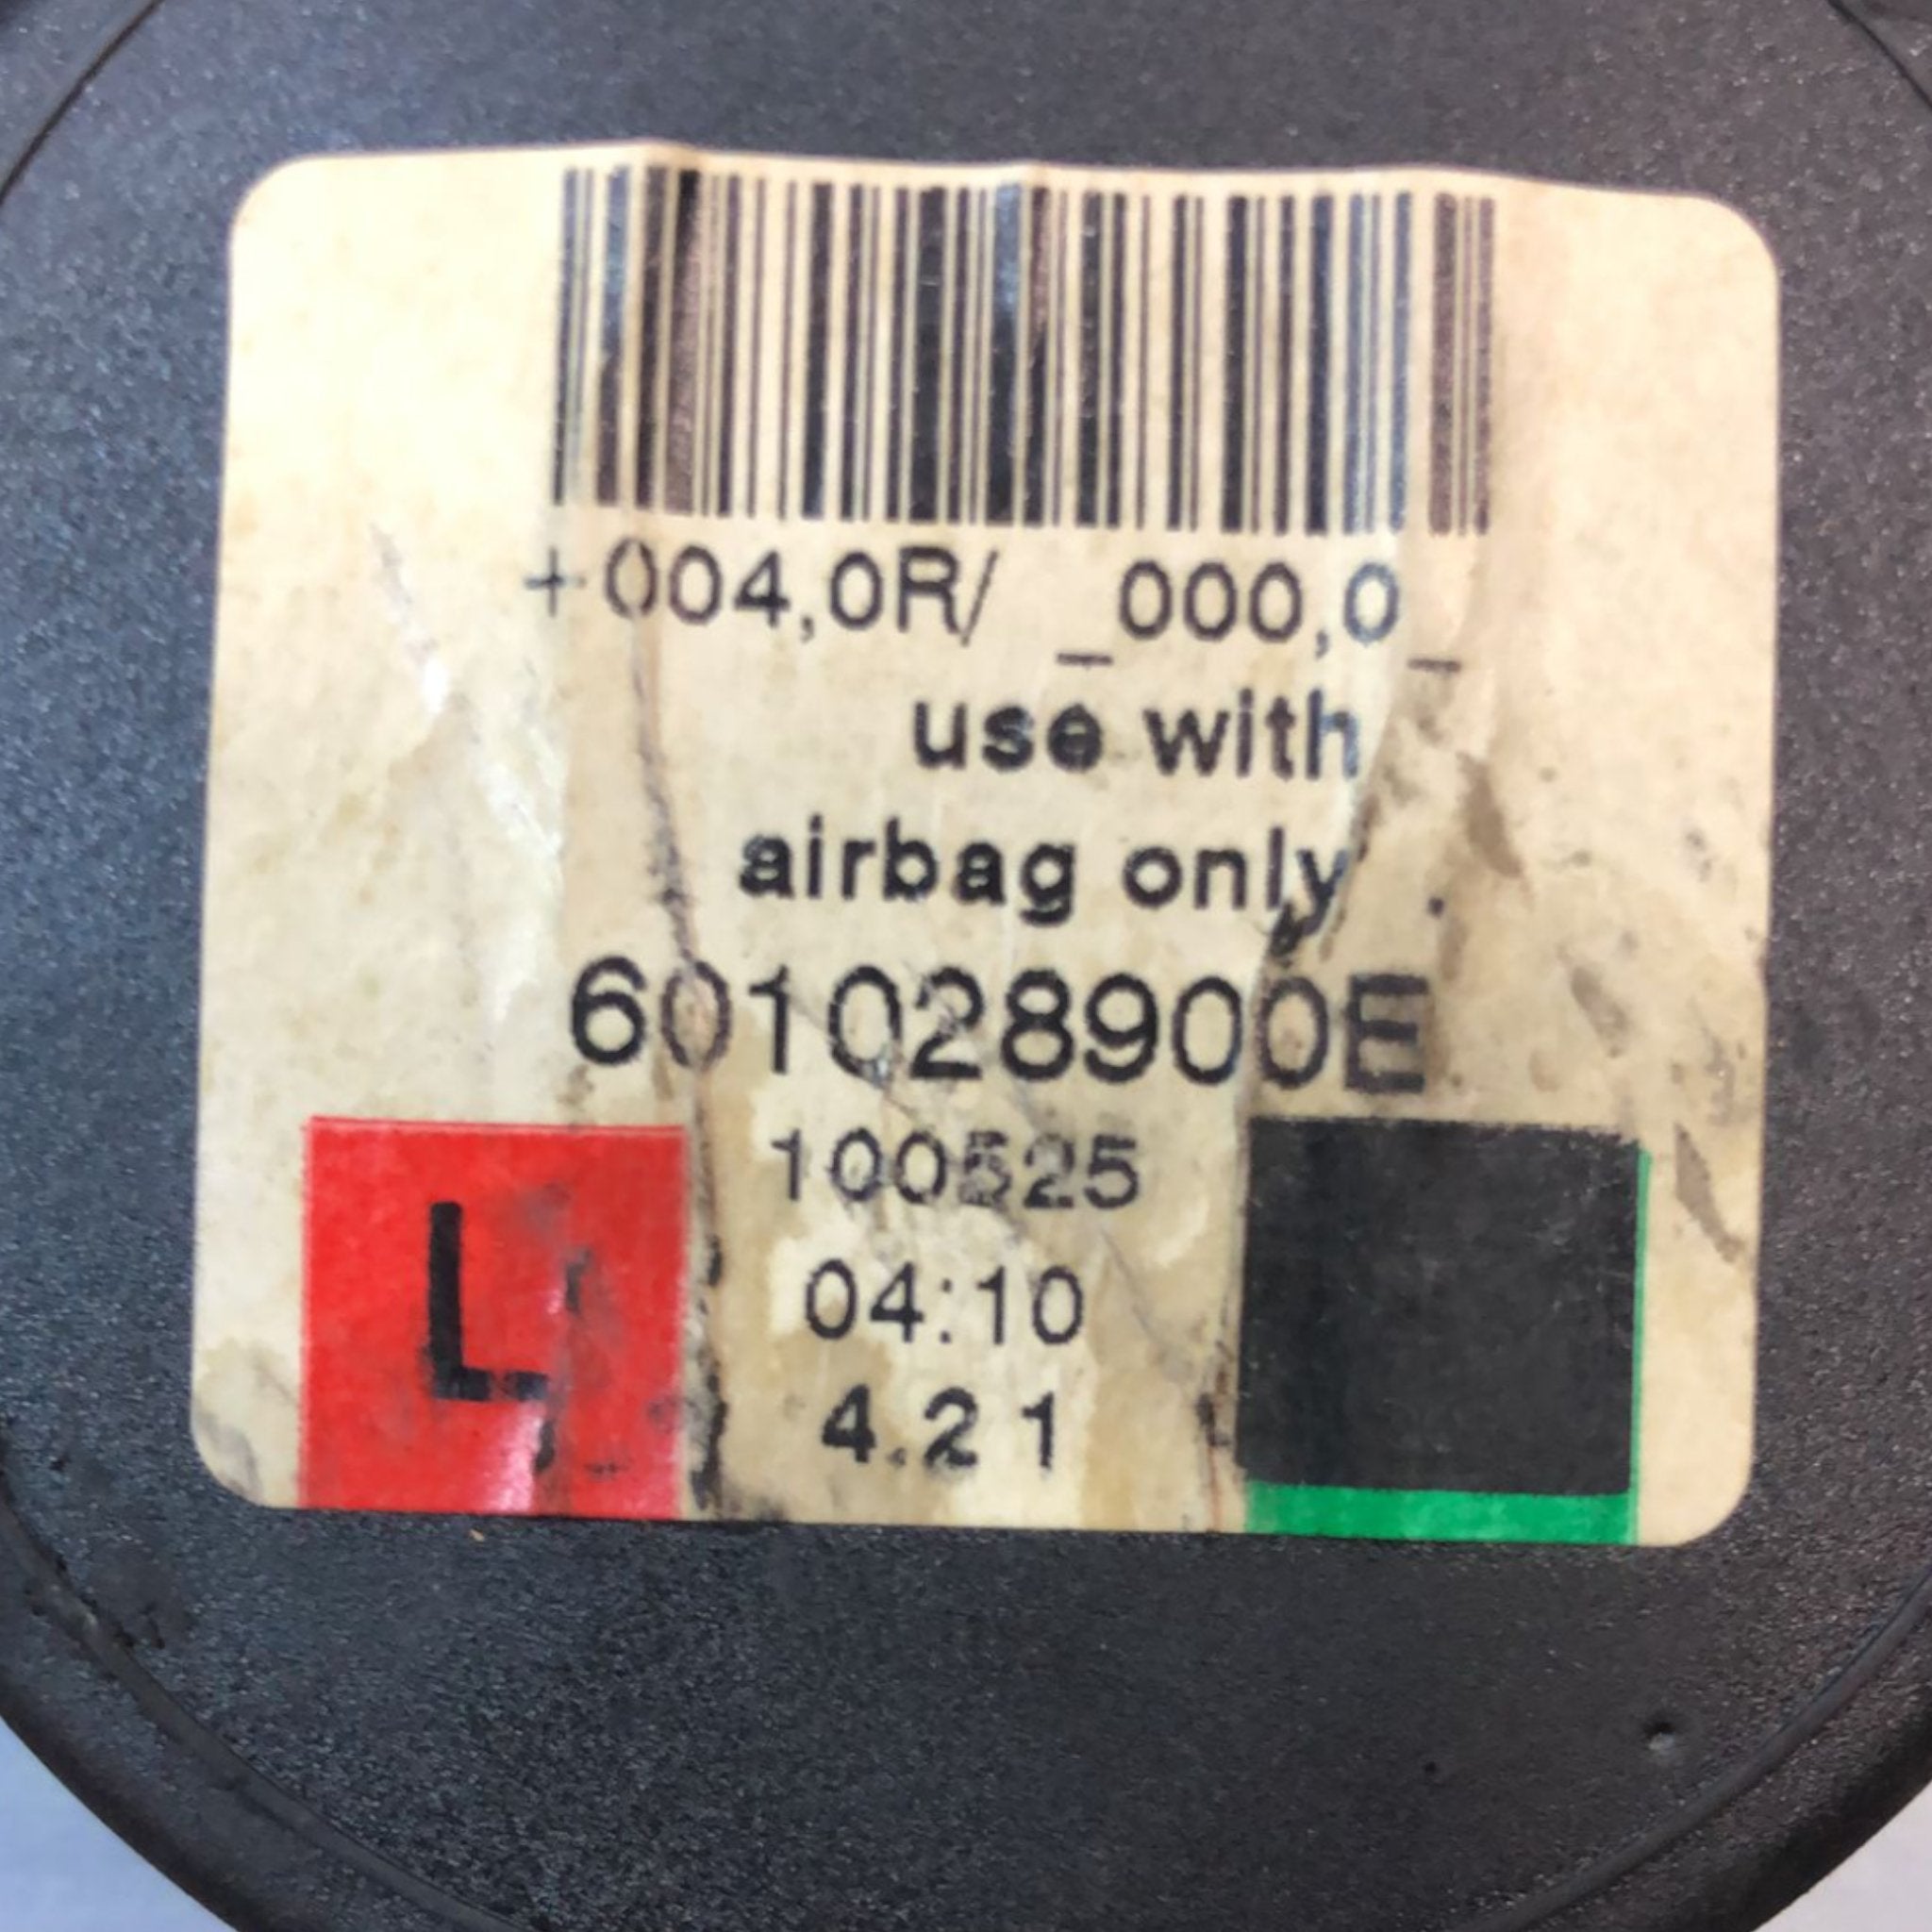 +004,0R/ _000,0_
use with
airbag only
601028900E
100525
04:10
L
4.21